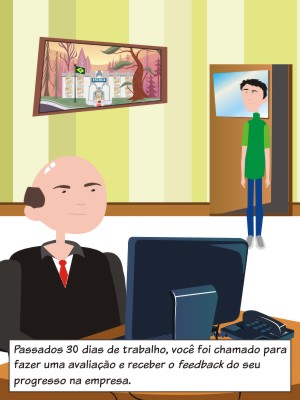 Passados 30 dias de trabalho, você foi chamado para
fazer uma avaliação e receber o feedback do seu
progresso na empresa.